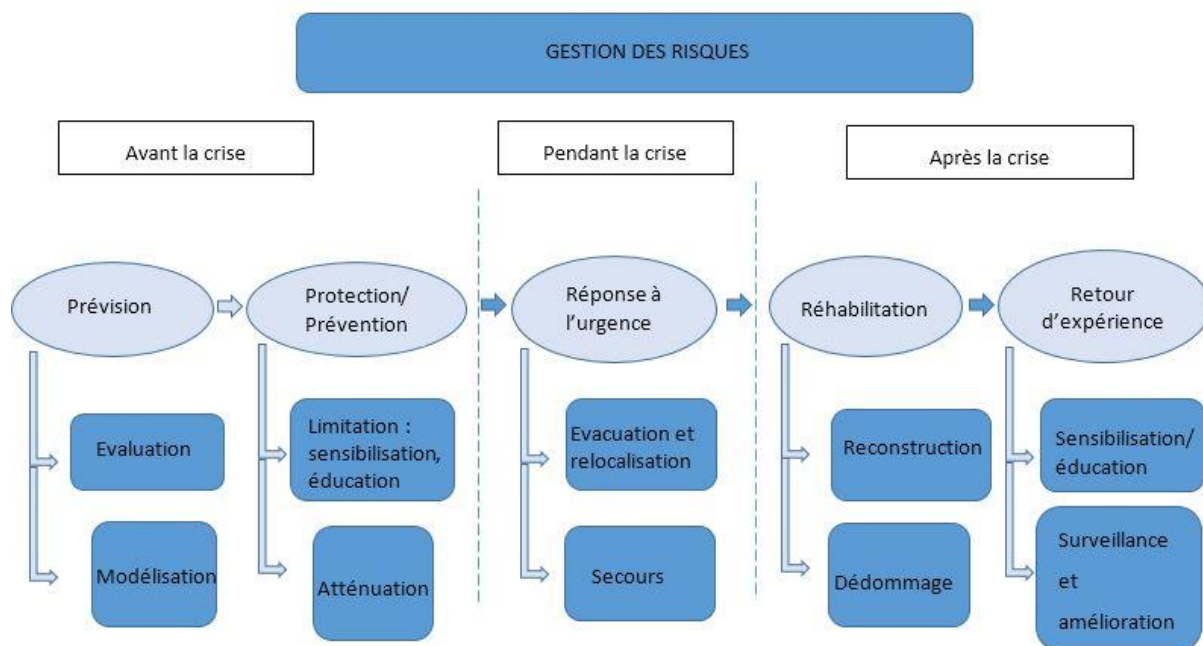 GESTION DES RISQUES
Avant la crise
Pendant la crise
Après la crise
Prévision
Protection/
Prévention
Réponse à
l’urgence
Réhabilitation
Retour
d’expérience
Evaluation
Limitation :
sensibilisation,
éducation
Evacuation et
relocalisation
Reconstruction
Sensibilisation/
éducation
Modélisation
Atténuation
Secours
Dédommage
Surveillance
et
amélioration